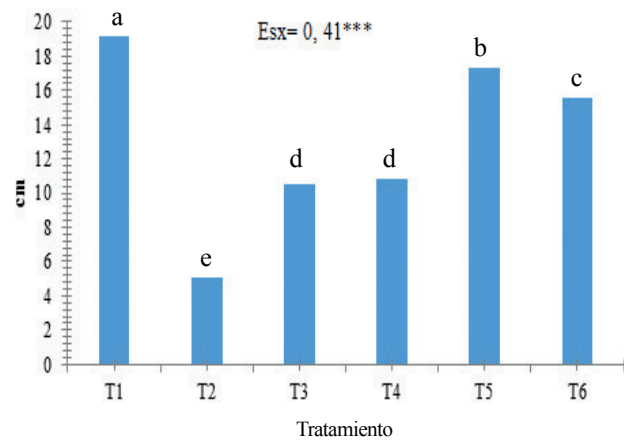 20
18
16
14
12
10
8
6
4
2
0
cm
Esx= 0, 41***
a
e
d
d
b
c
T1 T2 T3 T4 T5 T6
Tratamiento